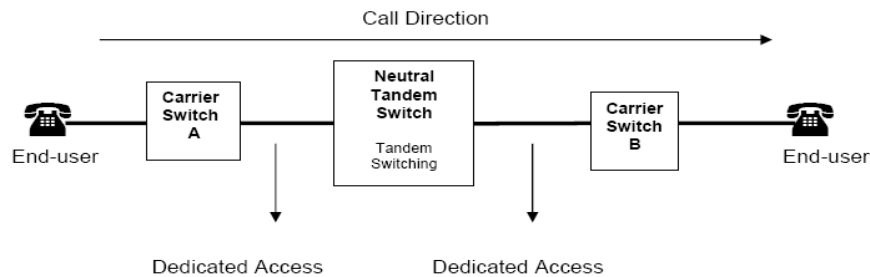 Call Direction
Neutral
Tandem
Switch
Tandem
Switching
Carrier
Switch
A
Carrier
Switch
B
End-user
End-user
Dedicated Access
Dedicated Access